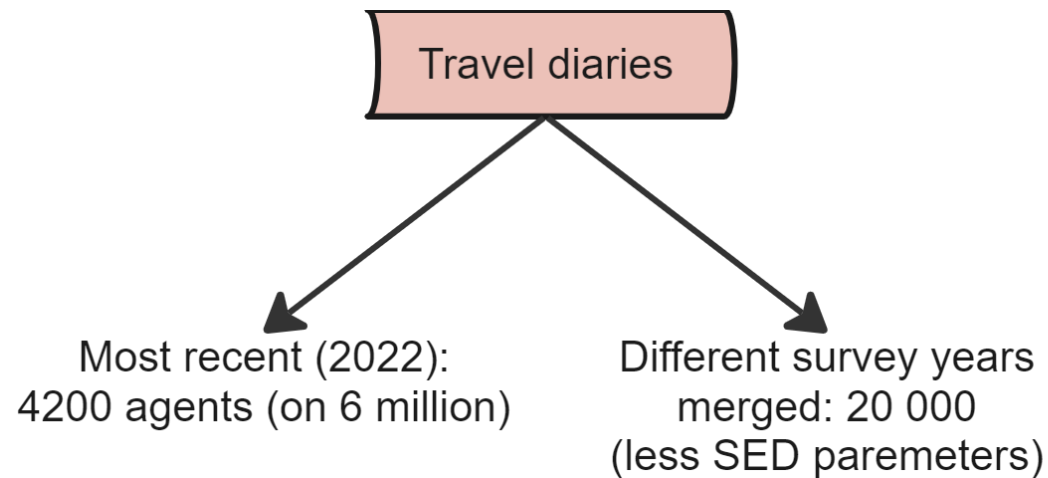 Travel diaries
Most recent (2022):
4200 agents (on 6 million)
Different survey years
merged: 20 000
(less SED paremeters)